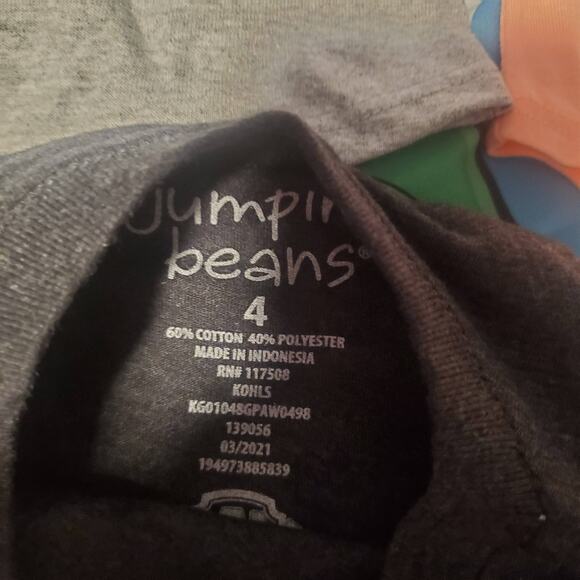 Jumpin
beans®
4
60% COTTON 40% POLYESTER
MADE IN INDONESIA
RN# 117508
KOHLS
KG01048GPAW0498
139056
03/2021
194973885839